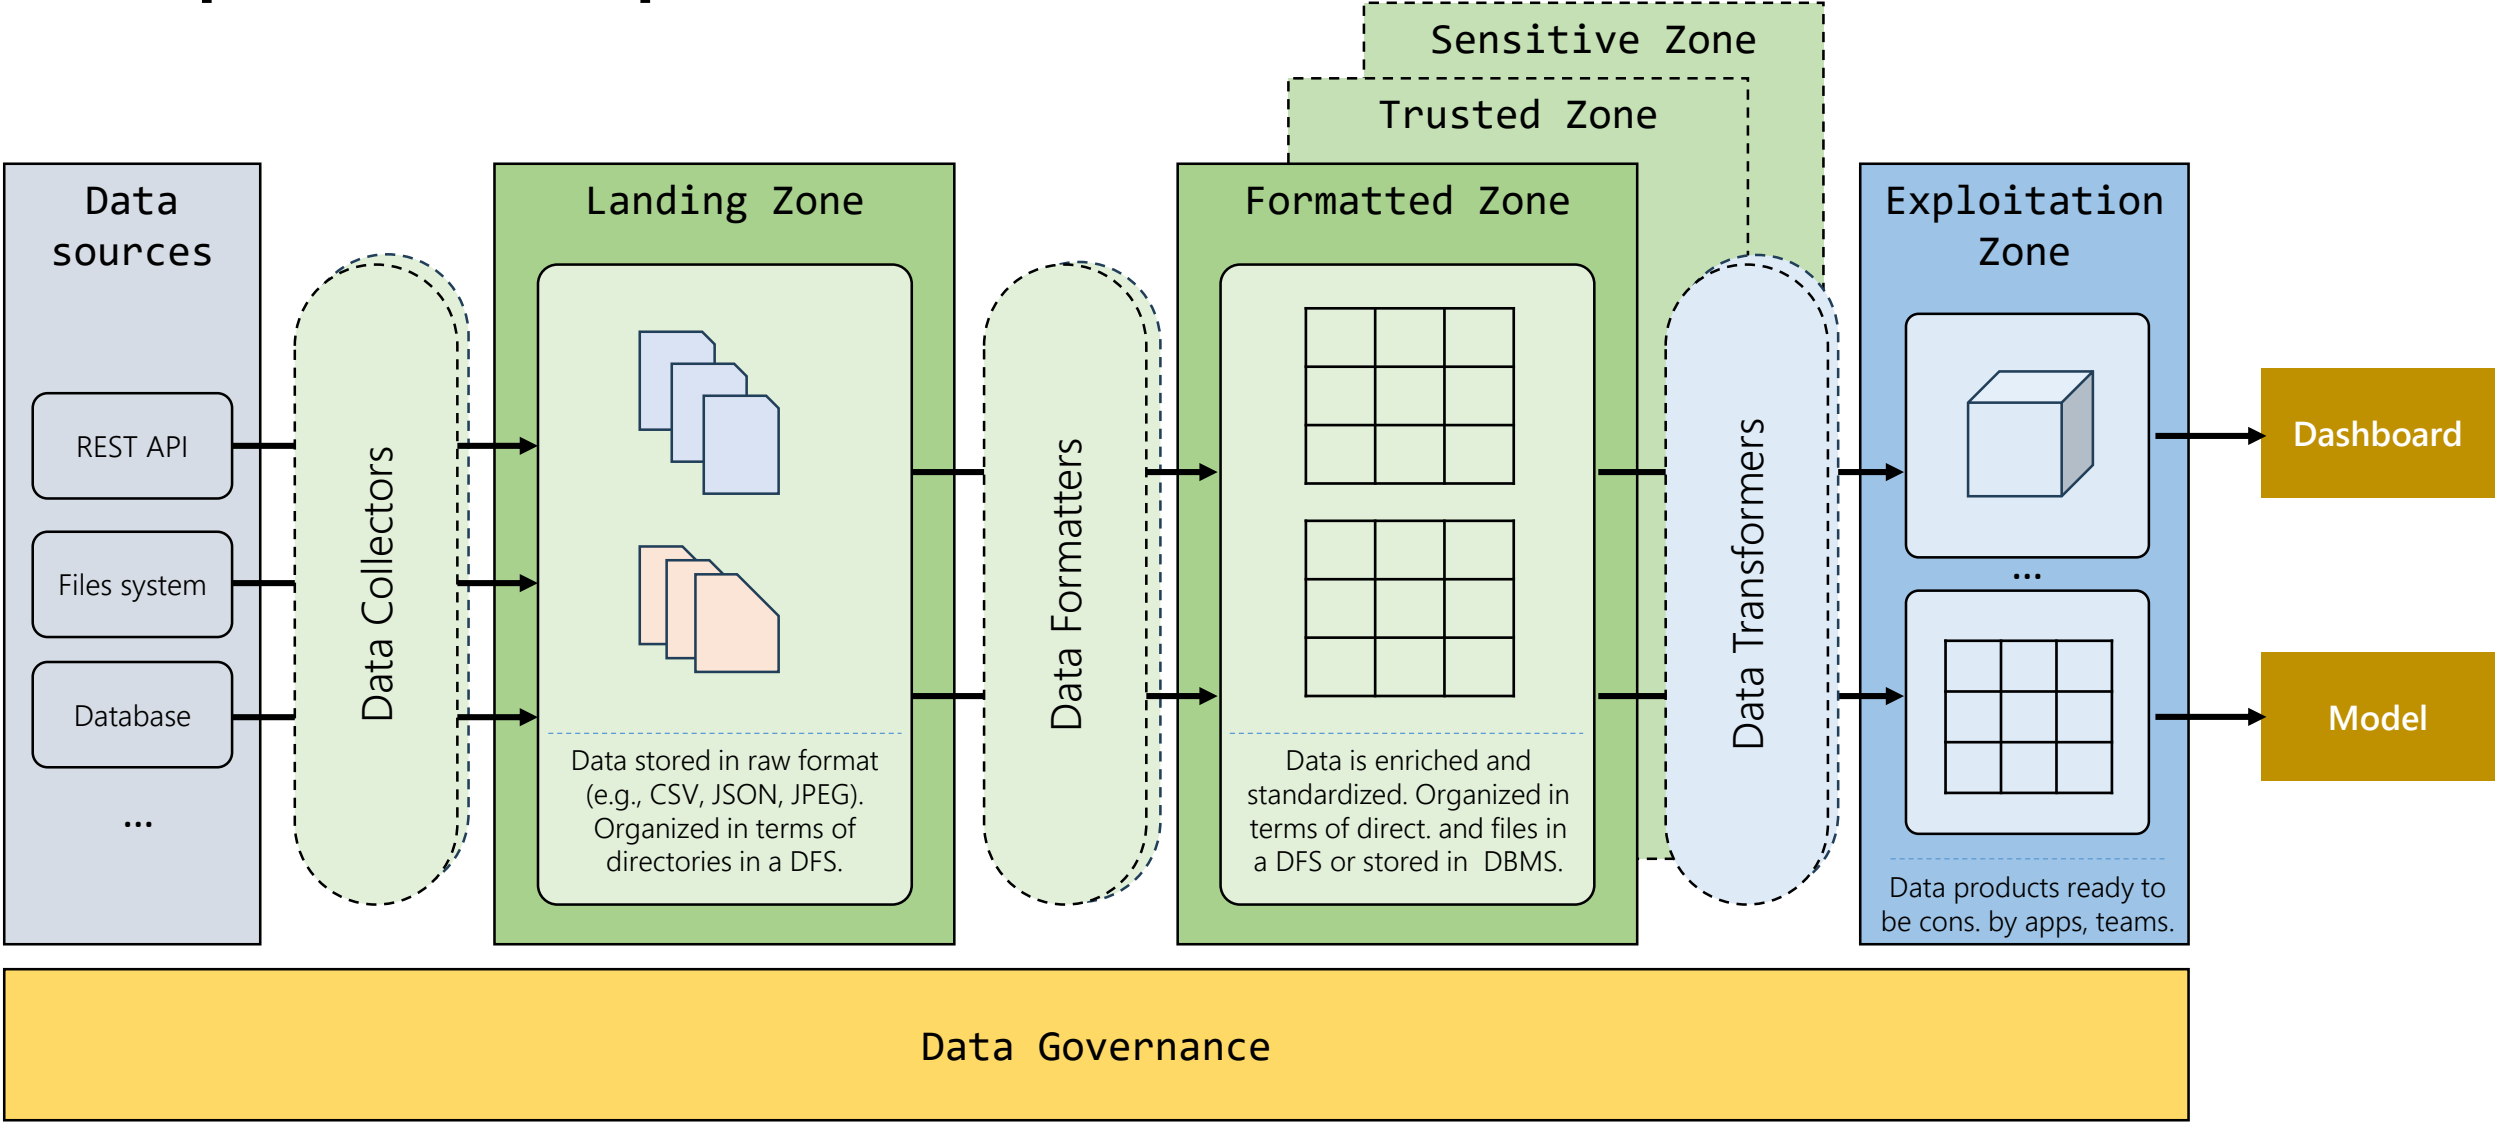 Data
sources
REST API
Files system
Database
...
Data Collectors
Landing Zone
Data stored in raw format
(e.g., CSV, JSON, JPEG).
Organized in terms of
directories in a DFS.
Data Formatters
Sensitive Zone
Trusted Zone
Formatted Zone
Data is enriched and
standardized. Organized in
terms of direct. and files in
a DFS or stored in  DBMS.
Data Transformers
Exploitation
Zone
...
Data products ready to
be cons. by apps, teams.
Dashboard
Model
Data Governance